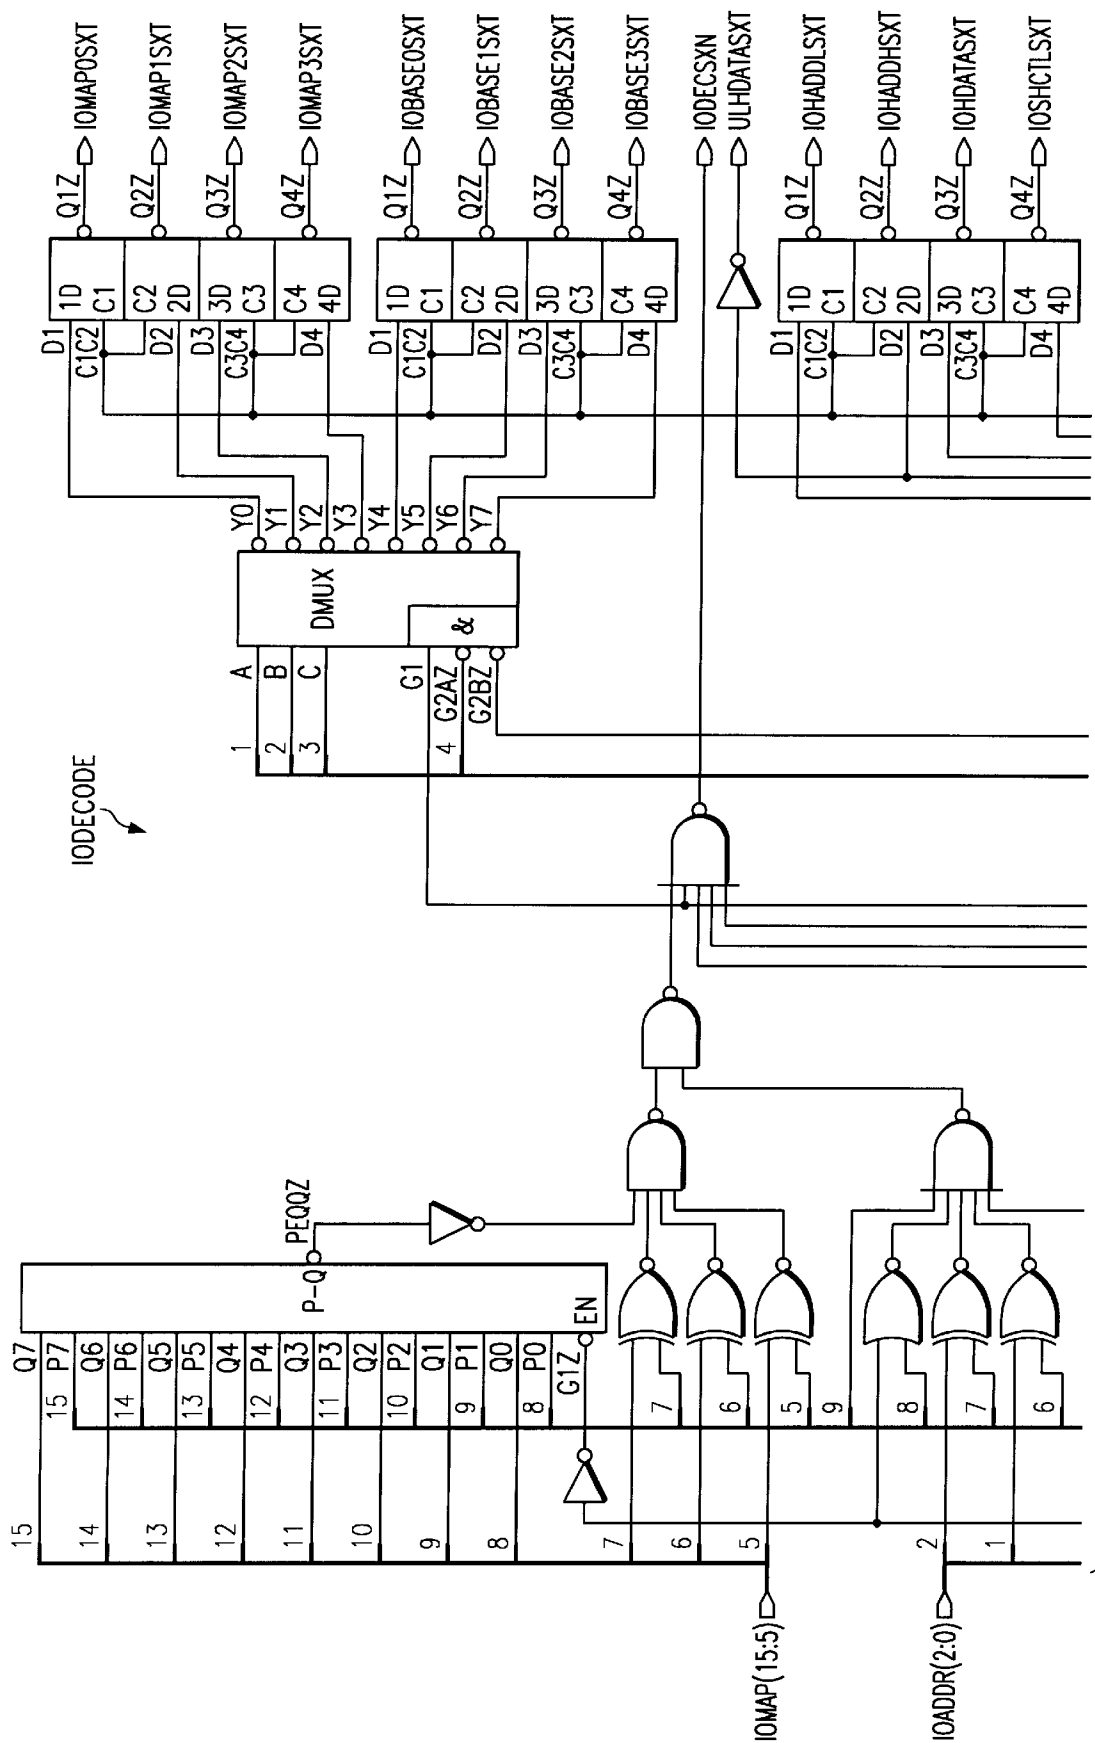 IODECODE
IOMAP(15:5)
IOADDR(2:0)
15
14
13
12
11
10
9
8
7
6
5
2
1
Q7
15 P7
Q6
14 P6
Q5
13 P5
Q4
12 P4
Q3
11 P3
Q2
10 P2
Q1
9 P1
Q0
8 P0
G1Z
EN
P-Q
PEQQZ
7
6
5
9
8
7
6
1 A
2 B
3 C
G1
4 G2AZ
G2BZ
DMUX
&
Y0
Y1
Y2
Y3
Y4
Y5
Y6
Y7
D1 1D Q1Z IOMAP0SXT
C1C2 C1
C2 Q2Z IOMAP1SXT
D2 2D
D3 3D Q3Z IOMAP2SXT
C3C4 C3
C4 Q4Z IOMAP3SXT
D4 4D
D1 1D Q1Z IOBASE0SXT
C1C2 C1
C2 Q2Z IOBASE1SXT
D2 2D
D3 3D Q3Z IOBASE2SXT
C3C4 C3
C4 Q4Z IOBASE3SXT
D4 4D
IODECSXN
ULHDATASXT
D1 1D Q1Z IOHADDLSXT
C1C2 C1
C2 Q2Z IOHADDHSXT
D2 2D
D3 3D Q3Z IOHDATASXT
C3C4 C3
C4 Q4Z IOSHCTLSXT
D4 4D